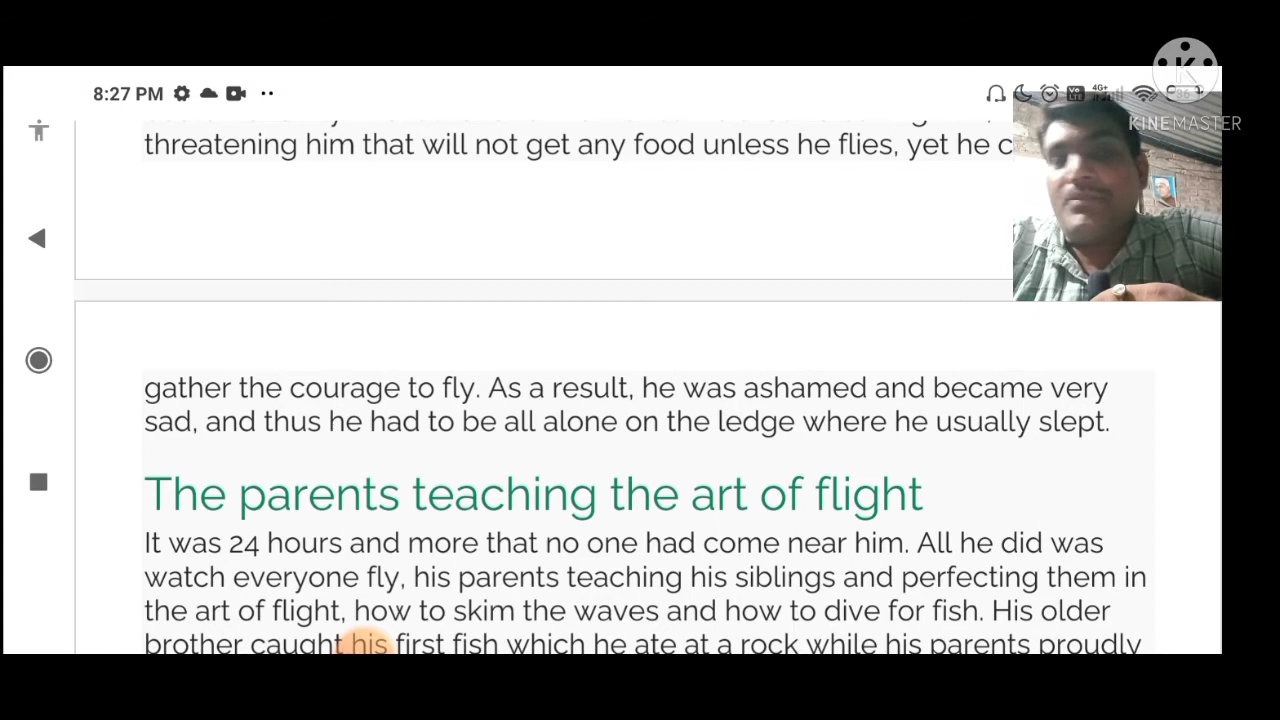 8:27 PM
4G+
Vo
LTE
36
K
KINEMASTER
threatening him that will not get any food unless he flies, yet he c
gather the courage to fly. As a result, he was ashamed and became very
sad, and thus he had to be all alone on the ledge where he usually slept.
The parents teaching the art of flight
It was 24 hours and more that no one had come near him. All he did was
watch everyone fly, his parents teaching his siblings and perfecting them in
the art of flight, how to skim the waves and how to dive for fish. His older
brother caught his first fish which he ate at a rock while his parents proudly